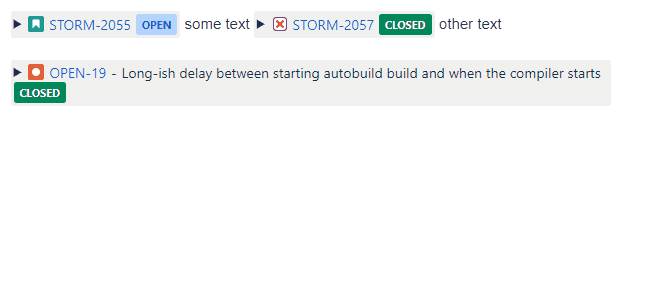 STORM-2055 OPEN some text STORM-2057 CLOSED other text
OPEN-19 - Long-ish delay between starting autobuild build and when the compiler starts
CLOSED